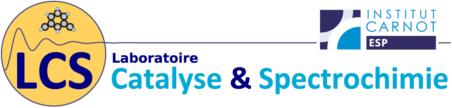 LCS
Laboratoire
Catalyse & Spectrochimie
INSTITUT
CARNOT
ESP